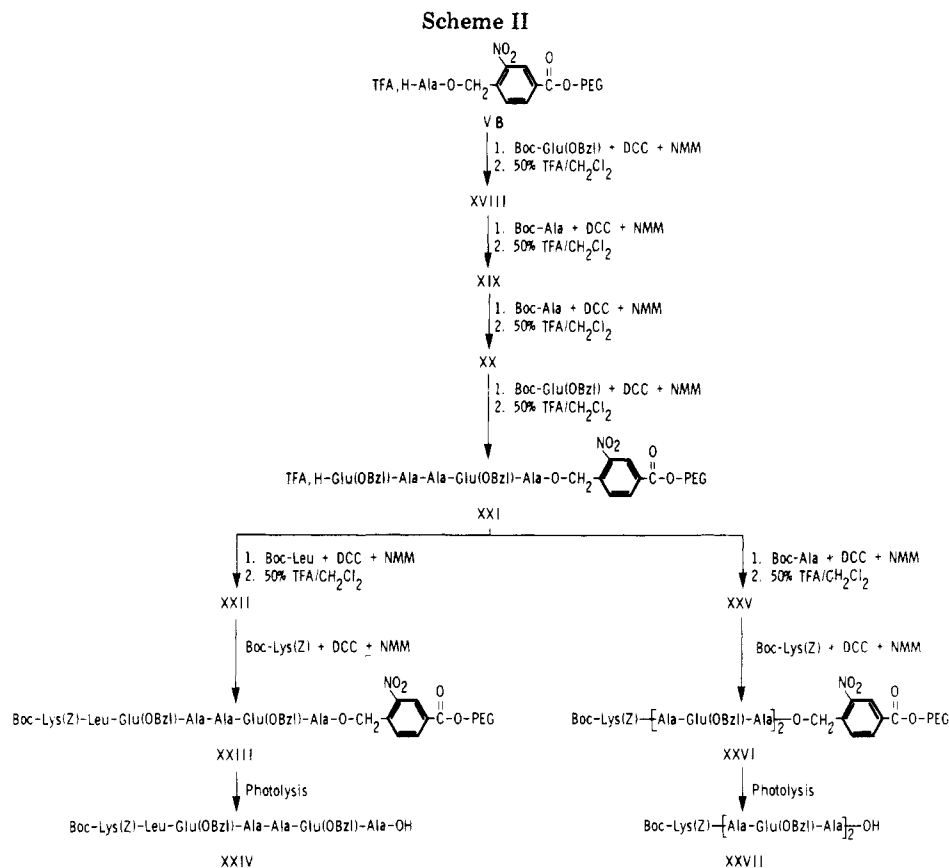 Scheme II
NO2
TFA,H-Ala-O-CH2 C-O-PEG
O
V B
1. Boc-Glu(OBzl) + DCC + NMM
2. 50% TFA/CH2Cl2
XVIII
1. Boc-Ala + DCC + NMM
2. 50% TFA/CH2Cl2
XIX
1. Boc-Ala + DCC + NMM
2. 50% TFA/CH2Cl2
XX
1. Boc-Glu(OBzl) + DCC + NMM
2. 50% TFA/CH2Cl2
NO2
O
TFA,H-Glu(OBzl)-Ala-Ala-Glu(OBzl)-Ala-O-CH2 C-O-PEG
XXI
1. Boc-Leu + DCC + NMM
2. 50% TFA/CH2Cl2
XXII
Boc-Lys(Z) + DCC + NMM
NO2
O
Boc-Lys(Z)-Leu-Glu(OBzl)-Ala-Ala-Glu(OBzl)-Ala-O-CH2 C-O-PEG
XXIII
Photolysis
Boc-Lys(Z)-Leu-Glu(OBzl)-Ala-Ala-Glu(OBzl)-Ala-OH
XXIV
1. Boc-Ala + DCC + NMM
2. 50% TFA/CH2Cl2
XXV
Boc-Lys(Z) + DCC + NMM
NO2
O
Boc-Lys(Z)-[Ala-Glu(OBzl)-Ala]2-O-CH2 C-O-PEG
XXVI
Photolysis
Boc-Lys(Z)-[Ala-Glu(OBzl)-Ala]2-OH
XXVII